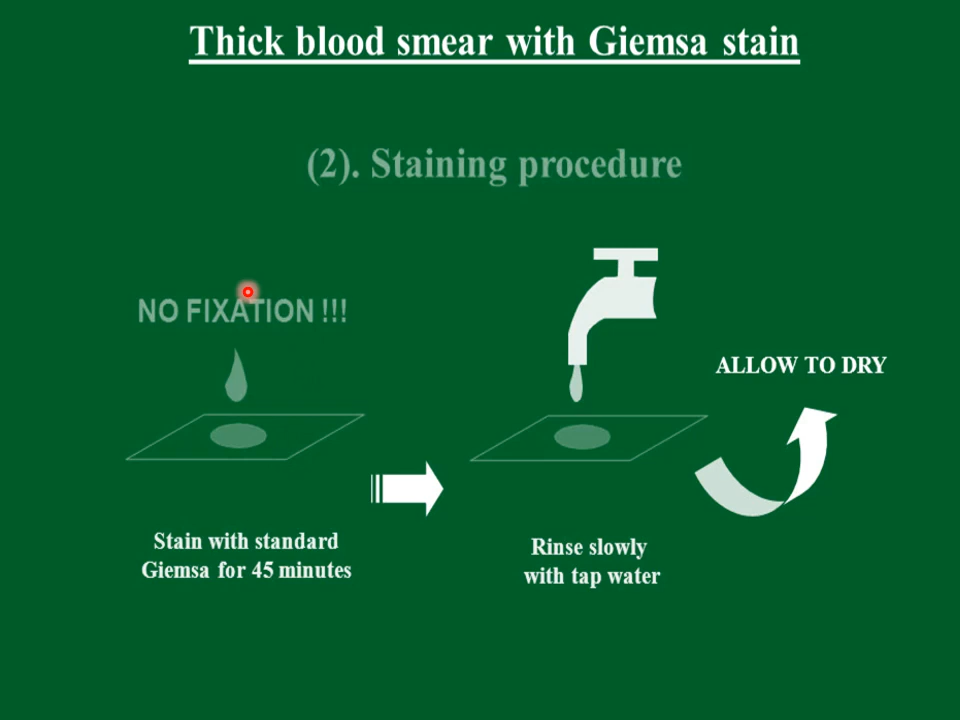 Thick blood smear with Giemsa stain
(2). Staining procedure
NO FIXATION !!!
ALLOW TO DRY
Stain with standard
Giemsa for 45 minutes
Rinse slowly
with tap water